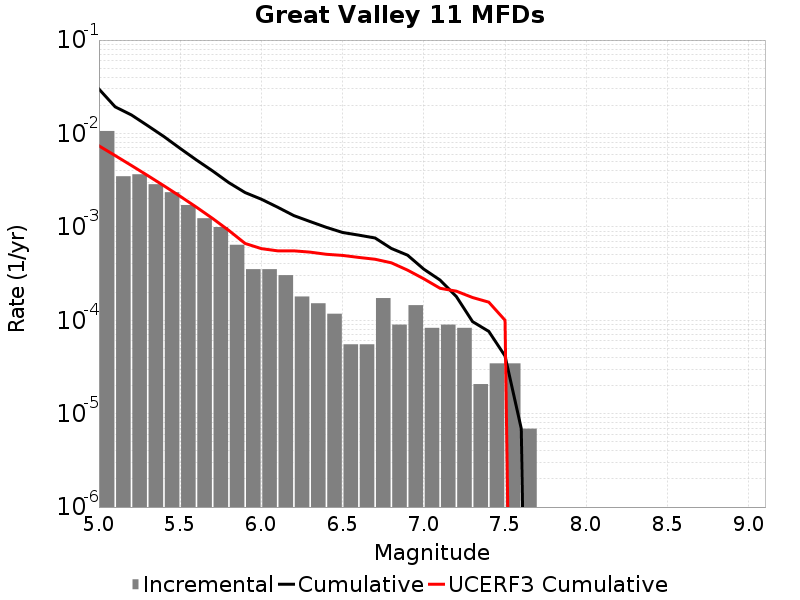 Great Valley 11 MFDs
10-1
10-2
10-3
10-4
10-5
10-6
Rate (1/yr)
5.0 5.5 6.0 6.5 7.0 7.5 8.0 8.5 9.0
Magnitude
Incremental Cumulative UCERF3 Cumulative